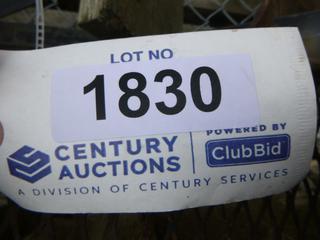 LOT NO
1830
CENTURY AUCTIONS
POWERED BY
ClubBid
A DIVISION OF CENTURY SERVICES